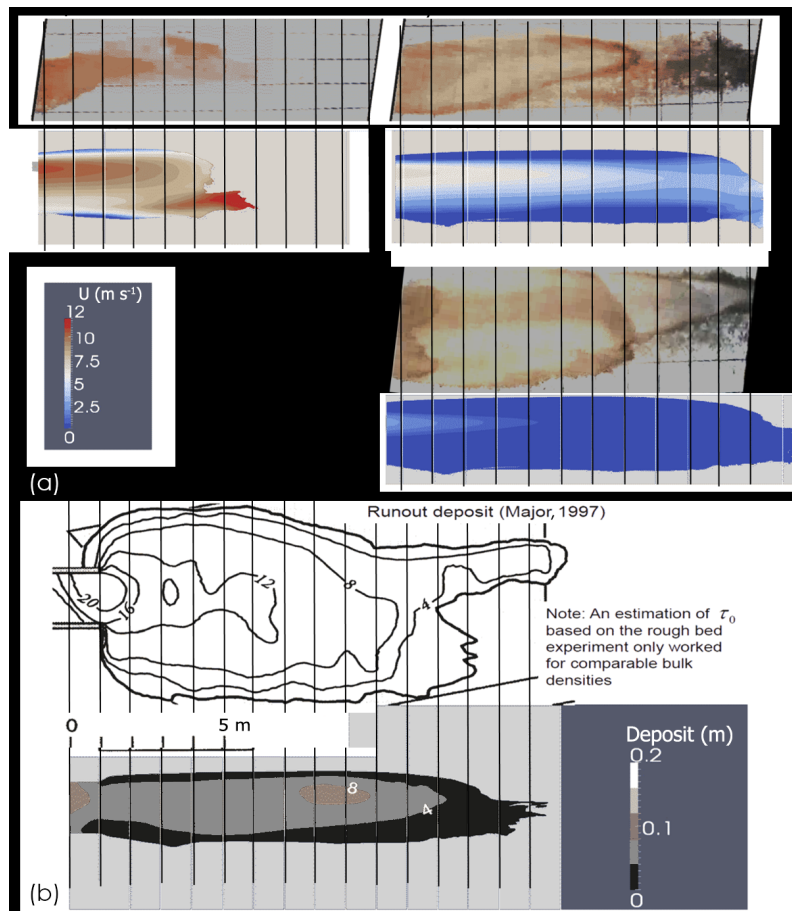 U (m s⁻¹)
12
10
7.5
5
2.5
0
(a)
Runout deposit (Major, 1997)
12
8
20
16
4
Note: An estimation of τ₀
based on the rough bed
experiment only worked
for comparable bulk
densities
0 5 m
Deposit (m)
0.2
8
4
0.1
0
(b)